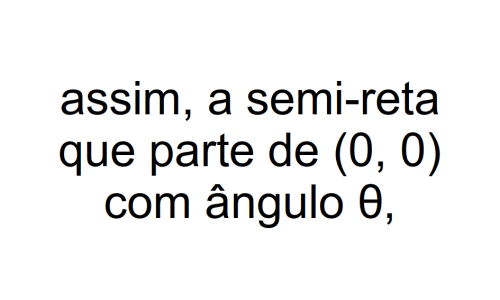 assim, a semi-reta
que parte de (0, 0)
com ângulo θ,